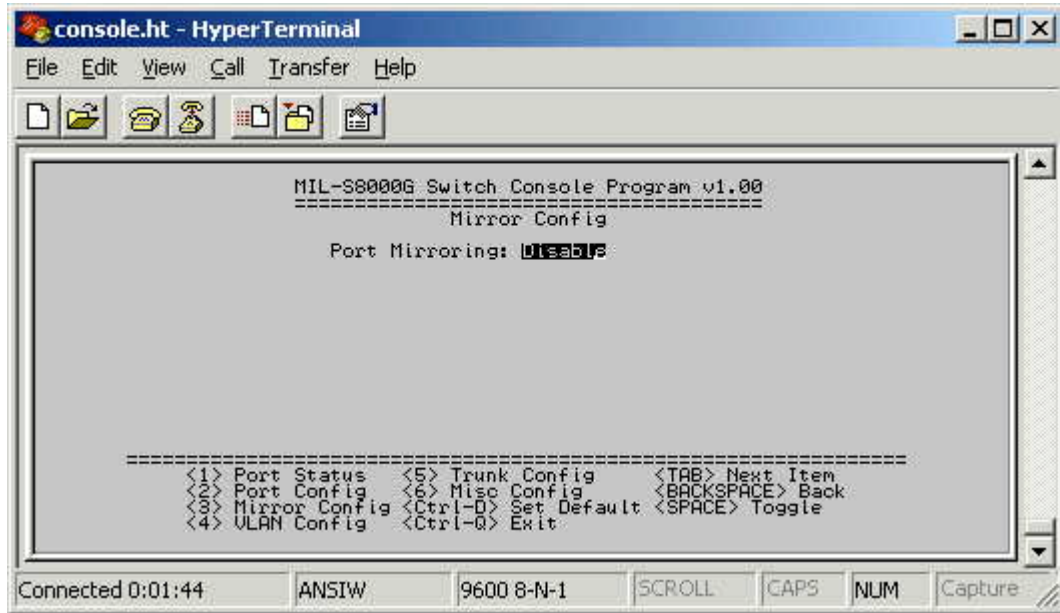 console.ht - HyperTerminal
File Edit View Call Transfer Help
MIL-S8000G Switch Console Program v1.00
=======================================
Mirror Config
Port Mirroring: Disable
=================================================================
<1> Port Status <5> Trunk Config <TAB> Next Item
<2> Port Config <6> Misc Config <BACKSPACE> Back
<3> Mirror Config <Ctrl-D> Set Default <SPACE> Toggle
<4> VLAN Config <Ctrl-Q> Exit
Connected 0:01:44 ANSIW 9600 8-N-1 SCROLL CAPS NUM Capture